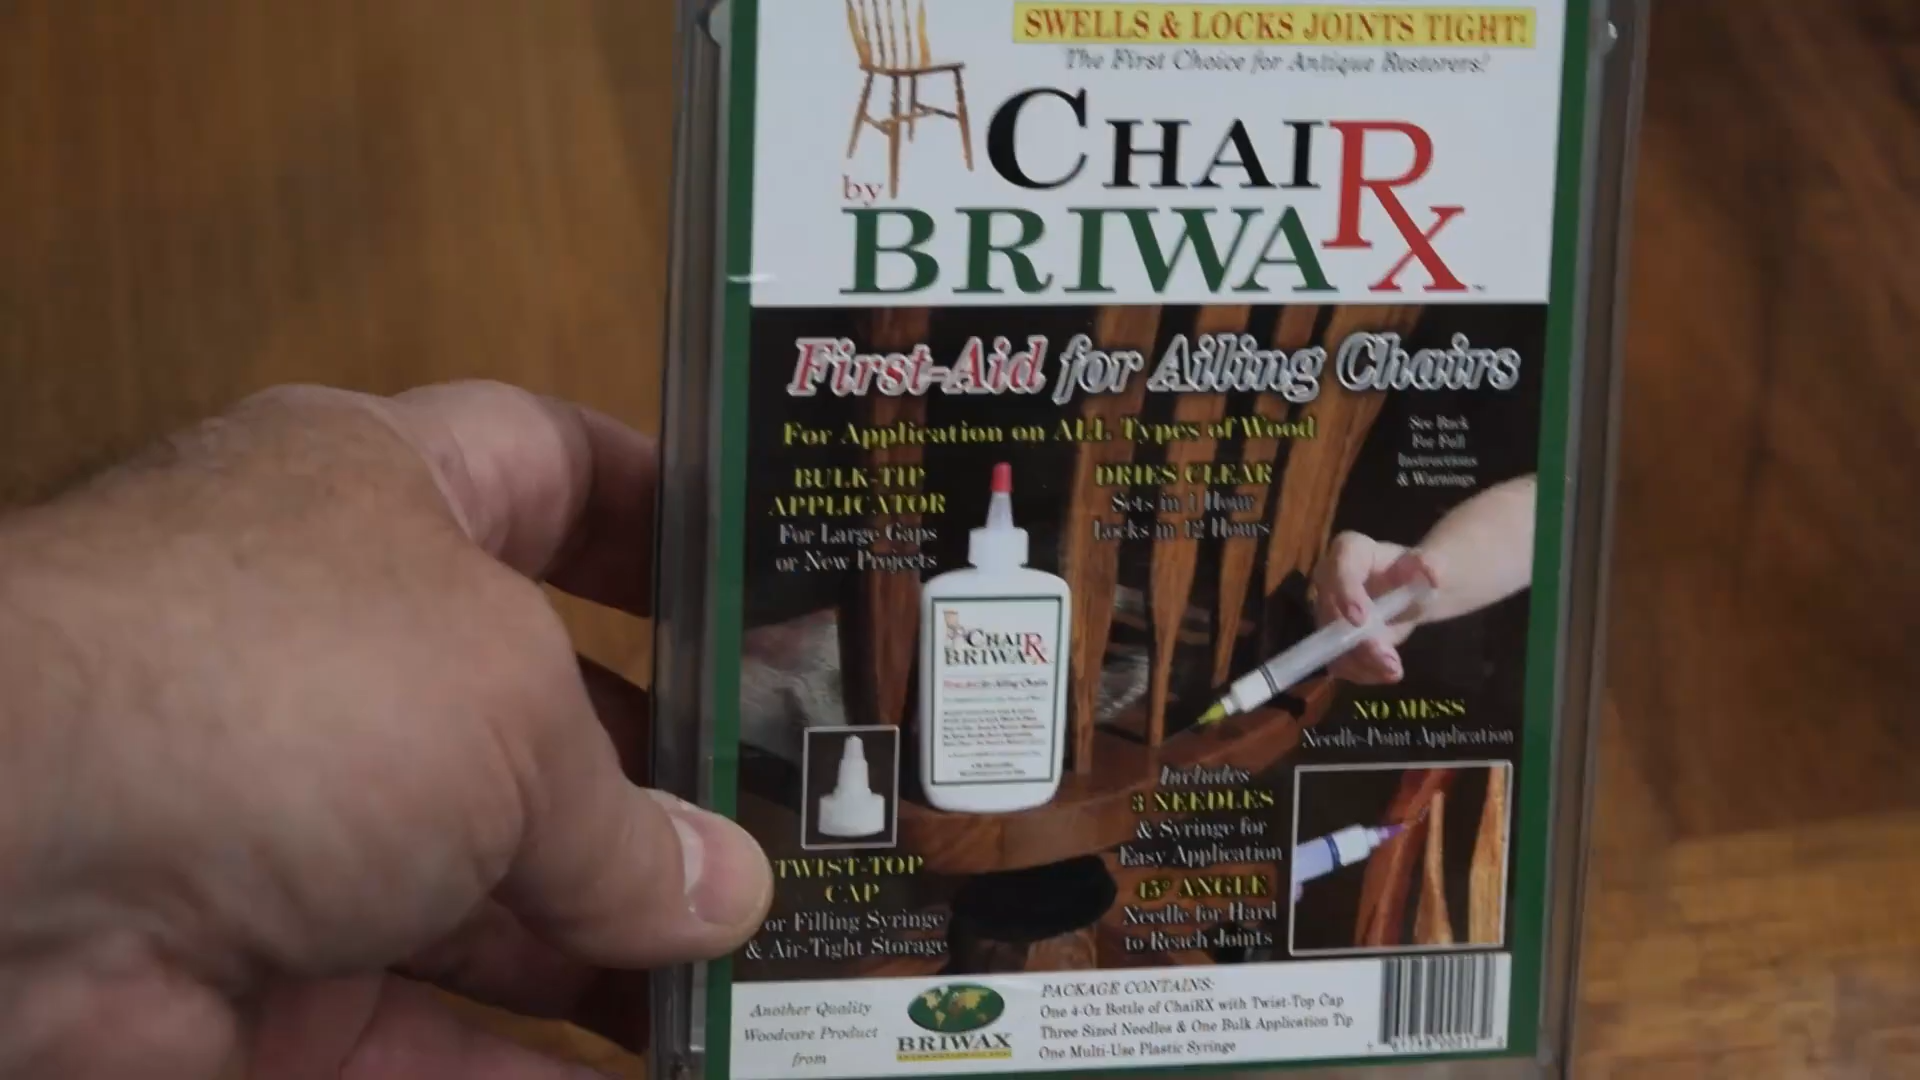 SWELLS & LOCKS JOINTS TIGHT!
The First Choice for Antique Restorers!
CHAIRX
by
BRIWAX
First-Aid for Ailing Chairs
For Application on ALL Types of Wood
See Back
For Full
Instructions
& Warnings
BULK-TIP
APPLICATOR
For Large Gaps
or New Projects
DRIES CLEAR
Sets in 1 Hour
Locks in 12 Hours
CHAIRX
BRIWAX
First-Aid for Ailing Chairs
NO MESS
Needle-Point Application
Includes
3 NEEDLES
& Syringe for
Easy Application
45° ANGLE
Needle for Hard
to Reach Joints
TWIST-TOP
CAP
or Filling Syringe
& Air-Tight Storage
Another Quality
Woodcare Product
from
BRIWAX
PACKAGE CONTAINS:
One 4-Oz Bottle of ChaiRX with Twist-Top Cap
Three Sized Needles & One Bulk Application Tip
One Multi-Use Plastic Syringe